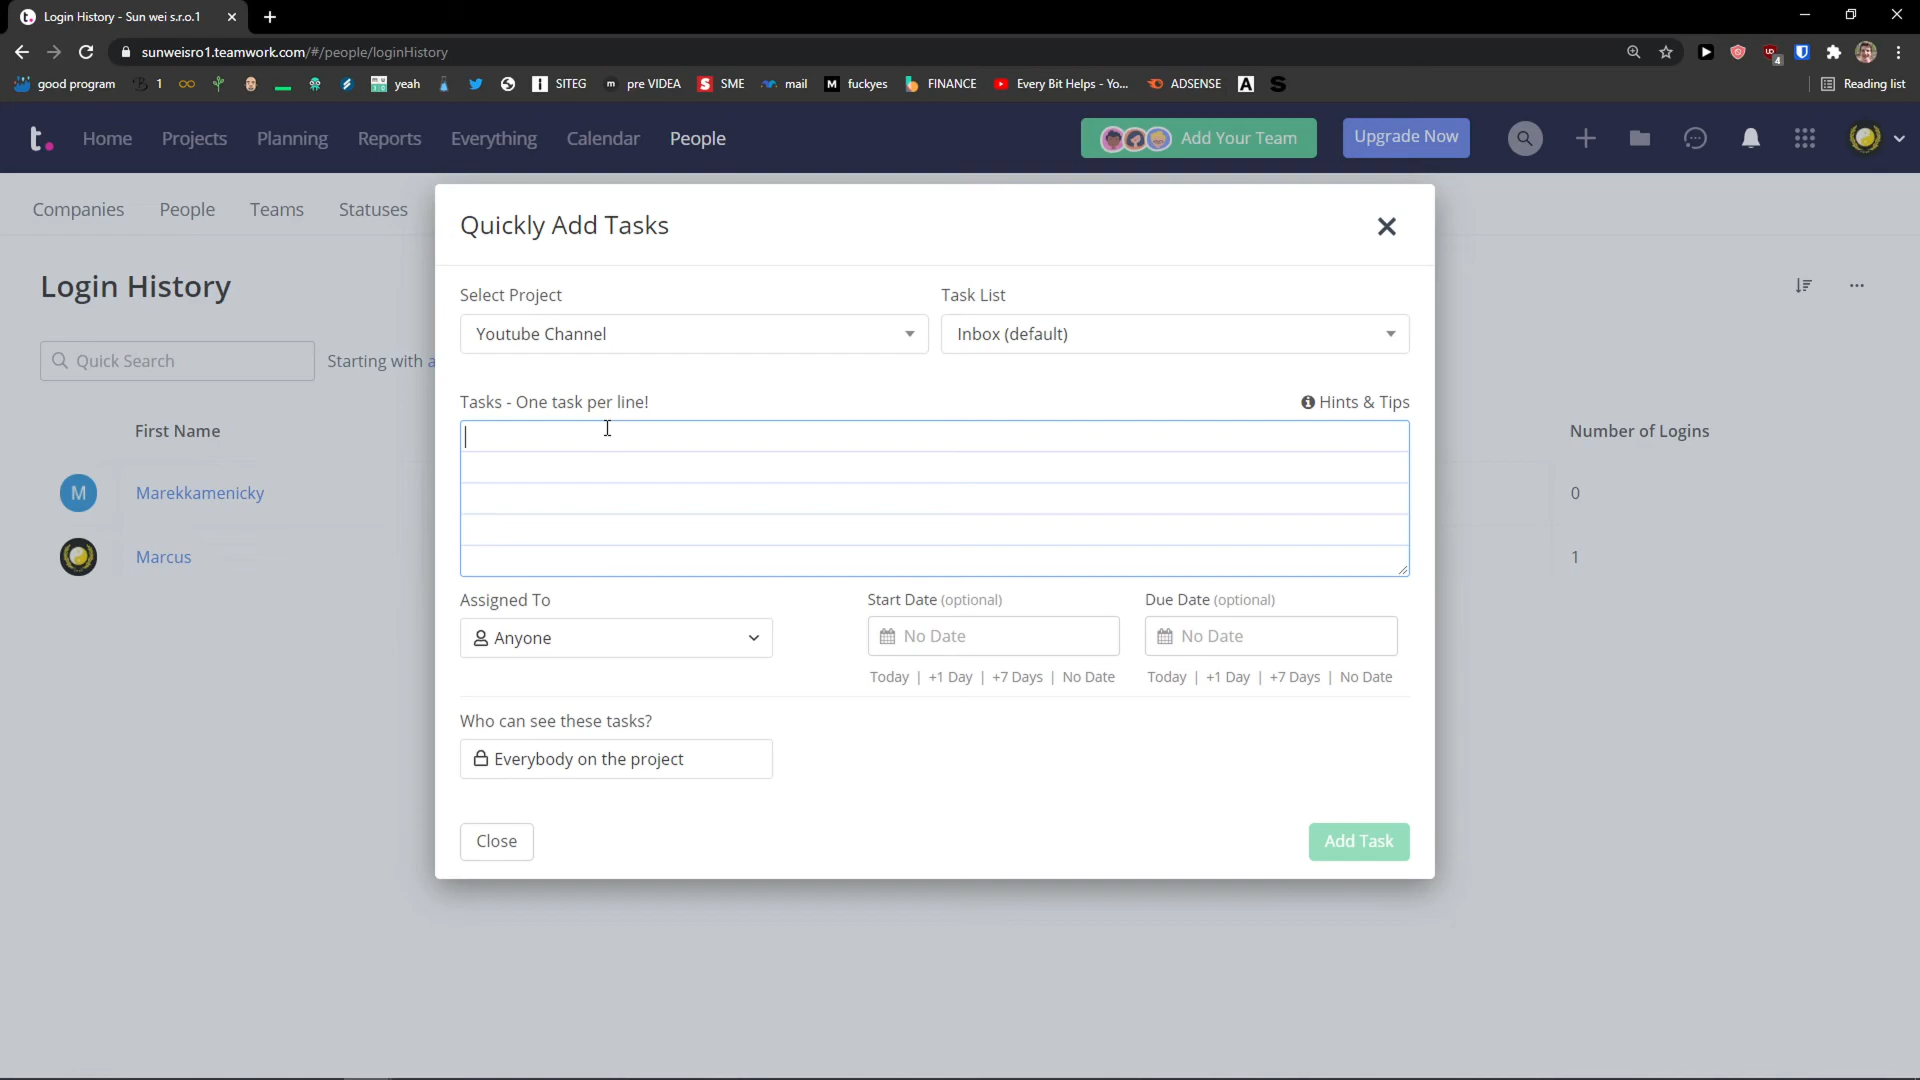 Login History - Sun wei s.r.o.1
sunweisro1.teamwork.com/#/people/loginHistory
good program
1
yeah
SITEG
pre VIDEA
SME
mail
fuckyes
FINANCE
Every Bit Helps - Yo...
ADSENSE
Reading list
4
t.
Home
Projects
Planning
Reports
Everything
Calendar
People
Add Your Team
Upgrade Now
Companies
People
Teams
Statuses
Login History
Quick Search
Starting with a
First Name
Number of Logins
M
Marekkamenicky
0
Marcus
1
Quickly Add Tasks
Select Project
Task List
Youtube Channel
Inbox (default)
Tasks - One task per line!
Hints & Tips
Assigned To
Start Date (optional)
Due Date (optional)
Anyone
No Date
No Date
Today | +1 Day | +7 Days | No Date
Today | +1 Day | +7 Days | No Date
Who can see these tasks?
Everybody on the project
Close
Add Task